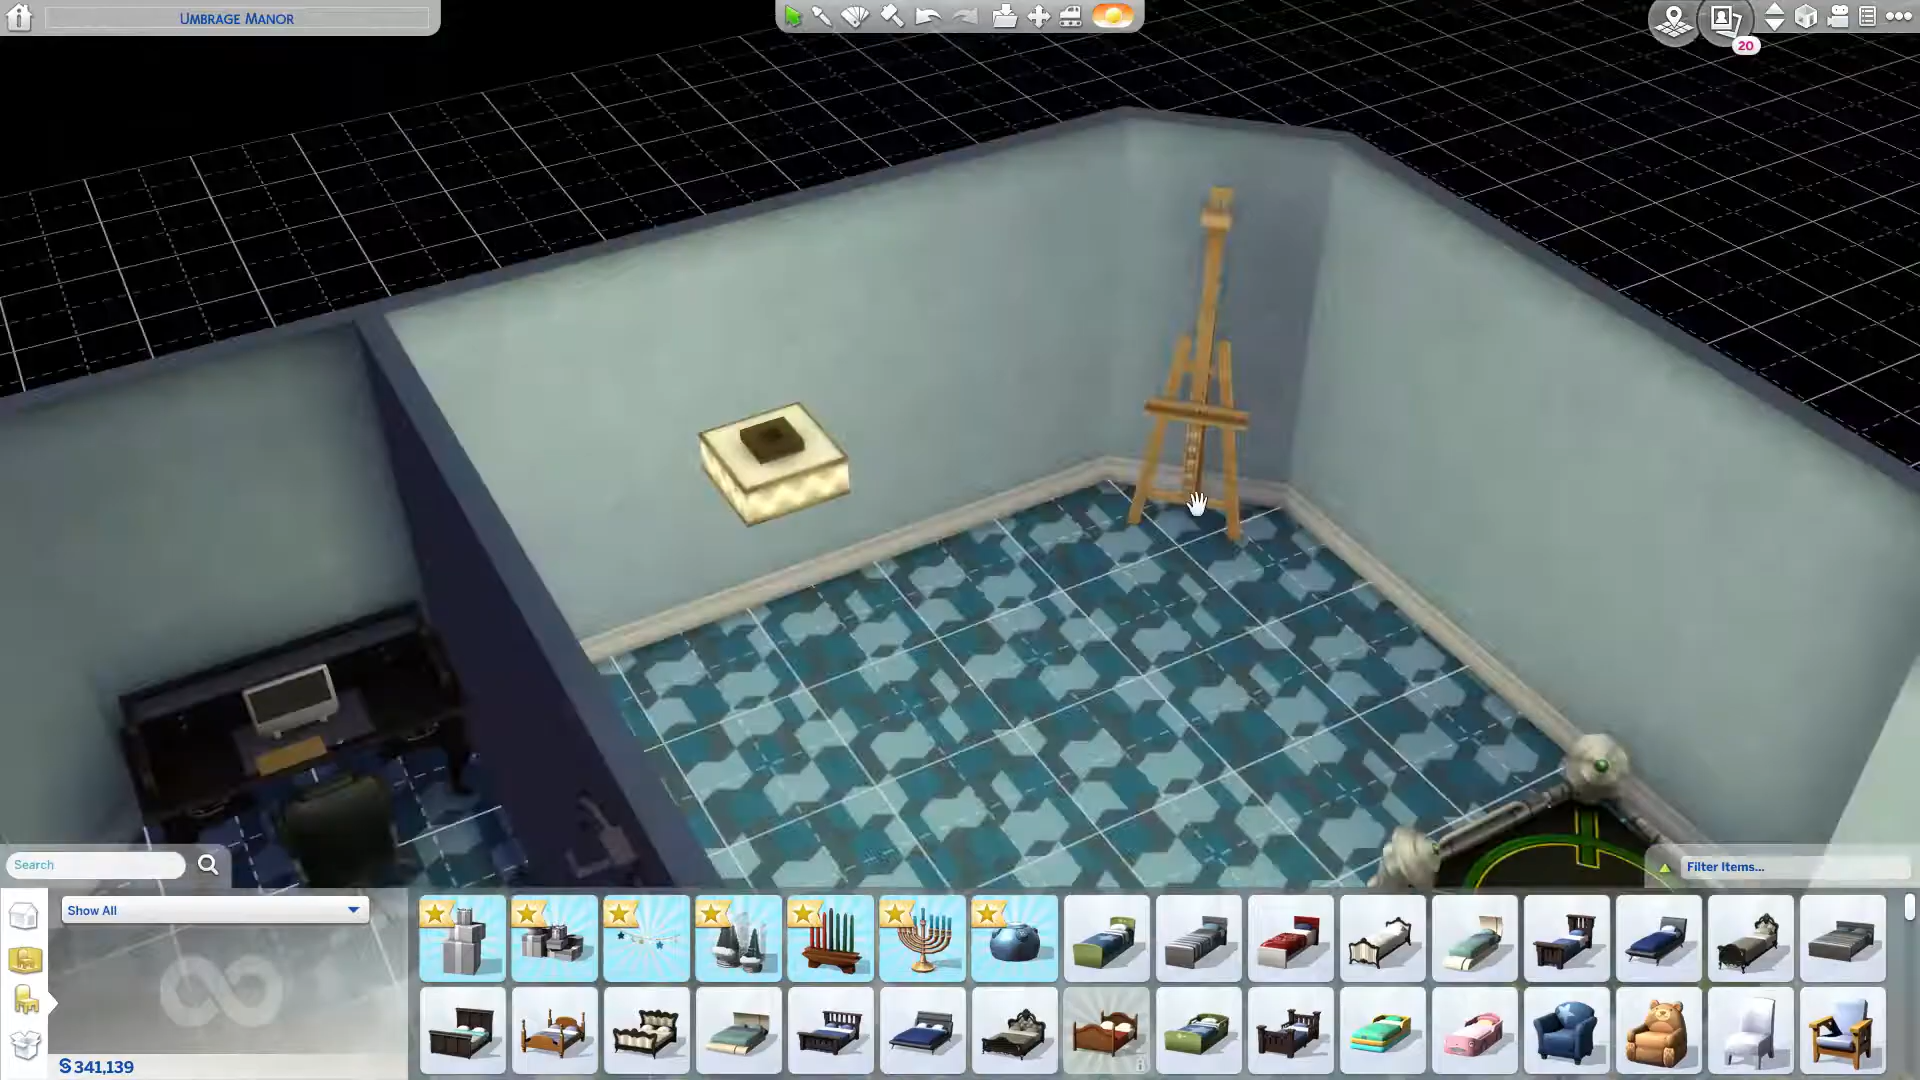 UMBRAGE MANOR
20
Search
Filter Items...
Show All
§341,139